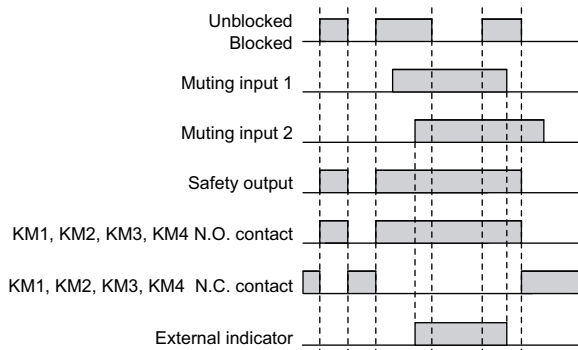 Unblocked
Blocked
Muting input 1
Muting input 2
Safety output
KM1, KM2, KM3, KM4 N.O. contact
KM1, KM2, KM3, KM4 N.C. contact
External indicator